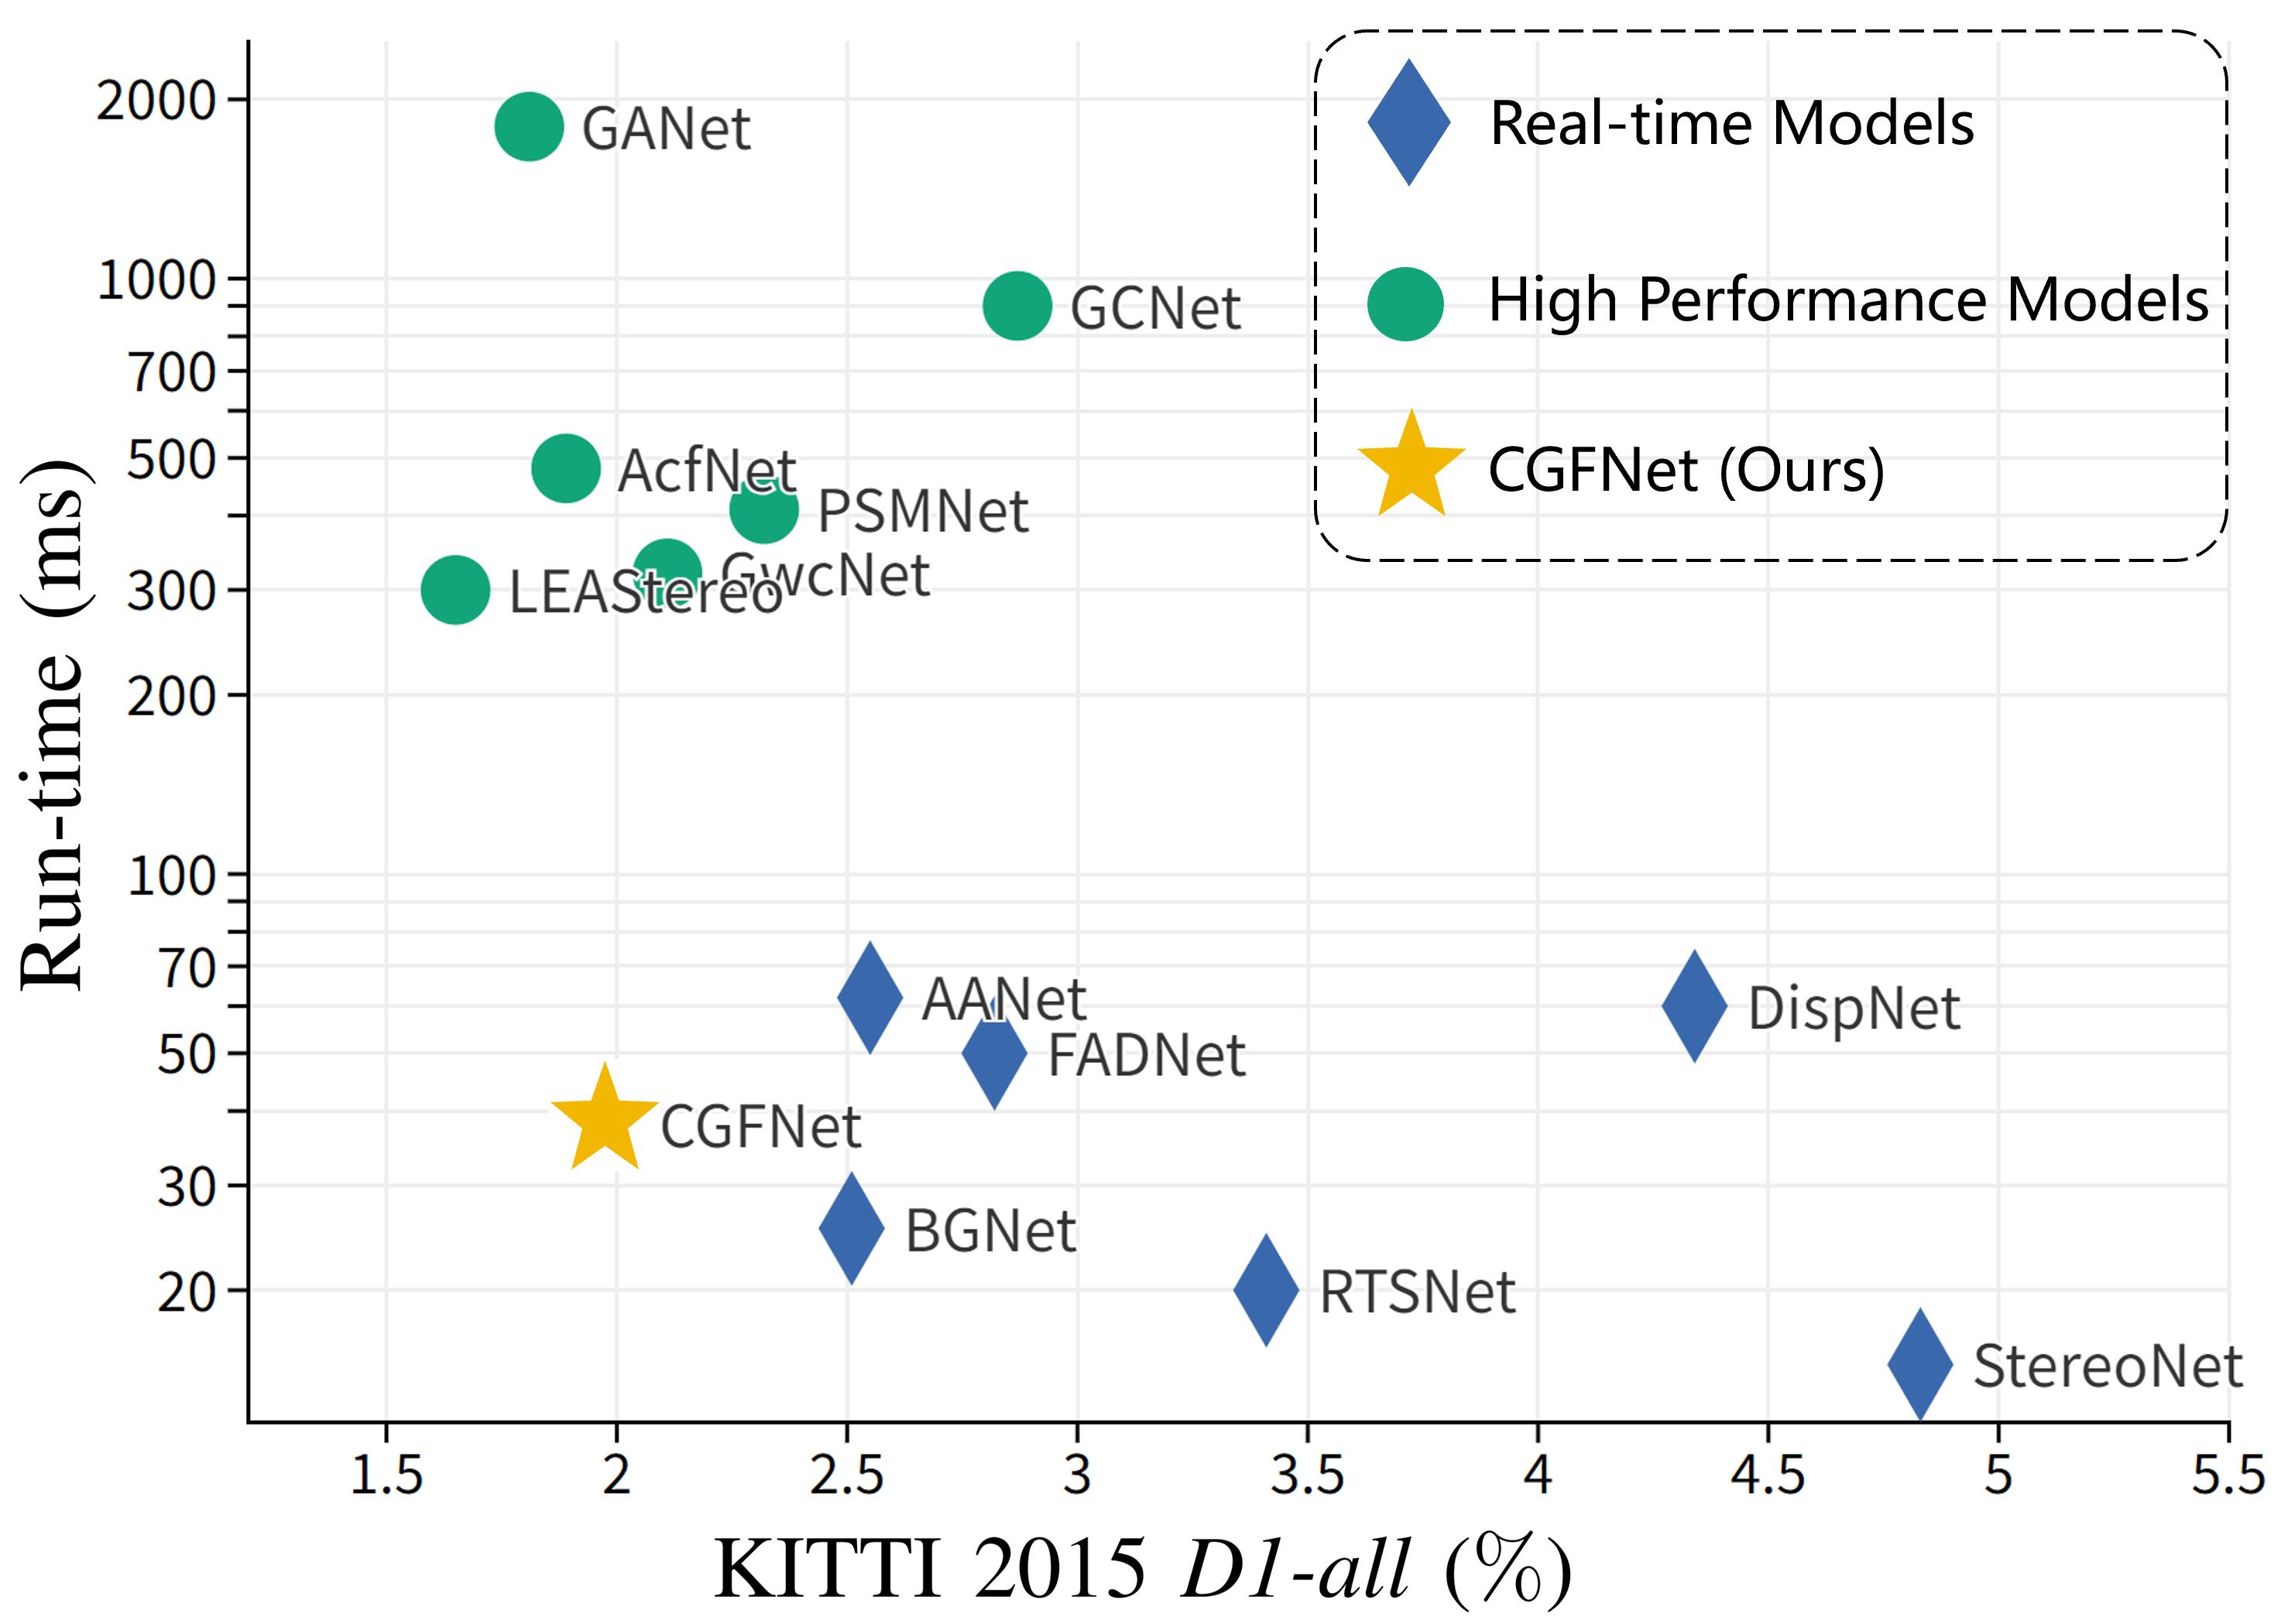 2000
1000
700
500
300
200
100
70
50
30
20
Run-time (ms)
GANet
GCNet
AcfNet
PSMNet
GwcNet
LEAStereo
AANet
FADNet
DispNet
CGFNet
BGNet
RTSNet
StereoNet
Real-time Models
High Performance Models
CGFNet (Ours)
1.5 2 2.5 3 3.5 4 4.5 5 5.5
KITTI 2015 D1-all (%)